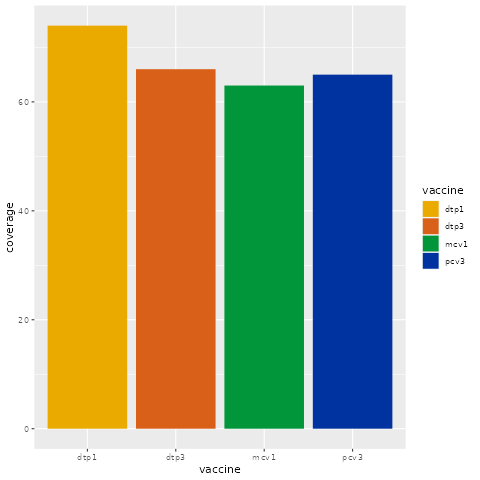 60
40
20
0
coverage
dtp1 dtp3 mcv1 pcv3
vaccine
vaccine
dtp1
dtp3
mcv1
pcv3